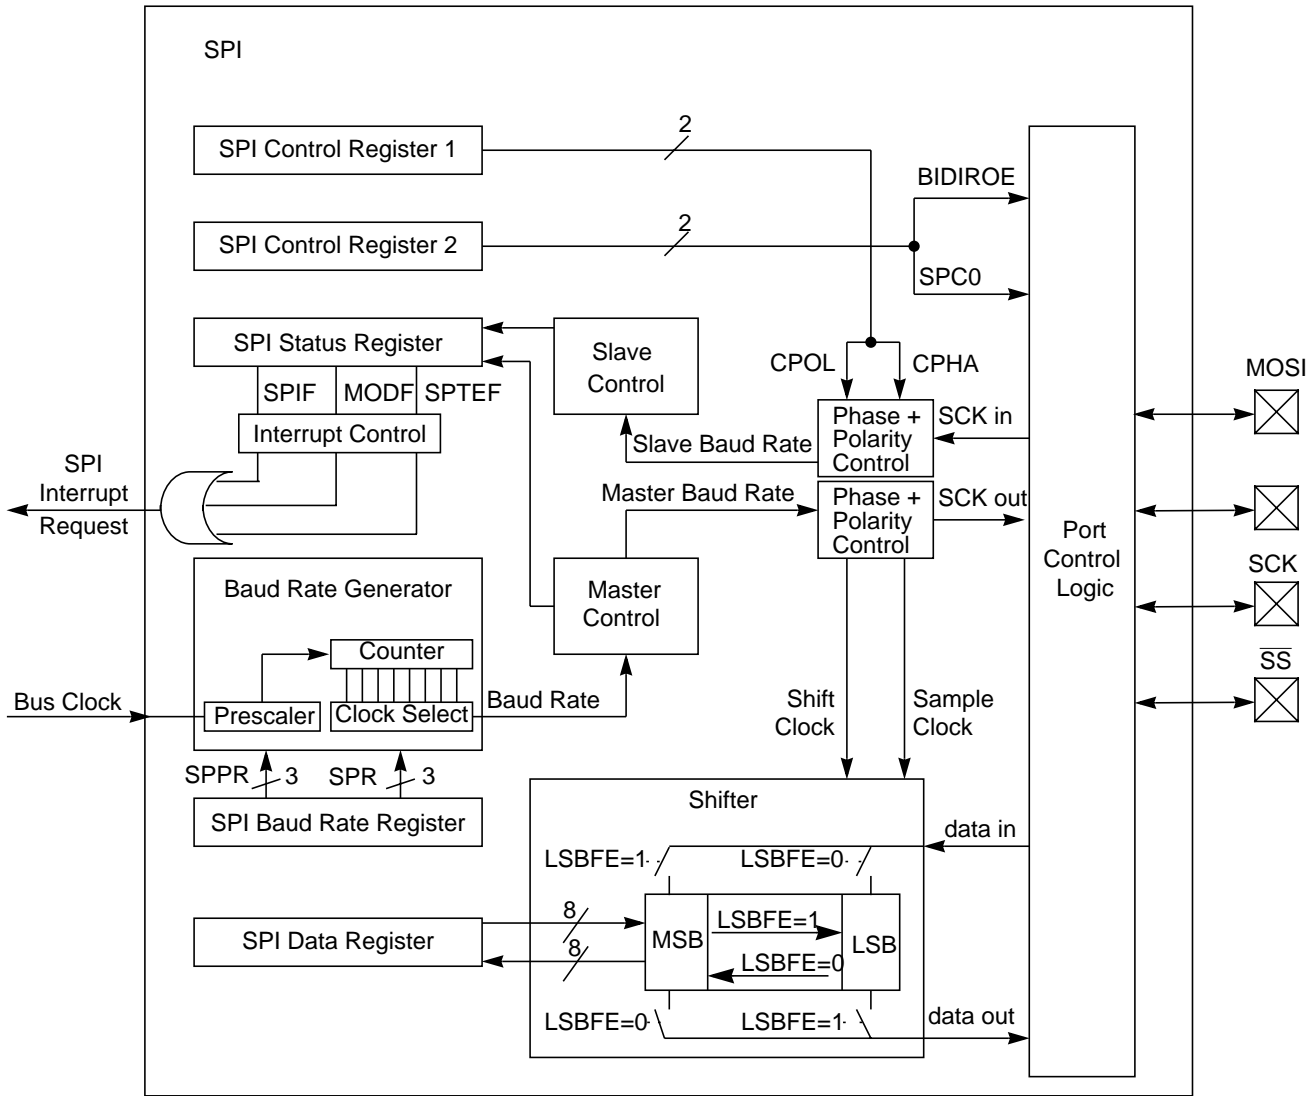 SPI
SPI Control Register 1
2
SPI Control Register 2
2
BIDIROE
SPC0
SPI Status Register
SPIF
MODF
SPTEF
Interrupt Control
SPI
Interrupt
Request
Slave
Control
CPOL
CPHA
Phase +
Polarity
Control
SCK in
Slave Baud Rate
Master Baud Rate
Phase +
Polarity
Control
SCK out
Port
Control
Logic
MOSI
SCK
SS
Baud Rate Generator
Counter
Prescaler
Clock Select
Bus Clock
Baud Rate
Master
Control
Shift
Clock
Sample
Clock
SPPR
3
SPR
3
SPI Baud Rate Register
Shifter
data in
LSBFE=1
LSBFE=0
SPI Data Register
8
8
MSB
LSBFE=1
LSBFE=0
LSB
LSBFE=0
LSBFE=1
data out